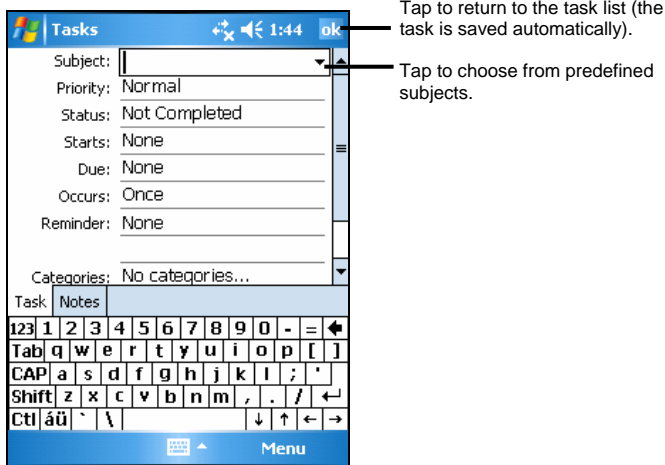 Tap to return to the task list (the
task is saved automatically).
Tasks 1:44 ok
Tap to choose from predefined
subjects.
Subject:
Priority: Normal
Status: Not Completed
Starts: None
Due: None
Occurs: Once
Reminder: None
Categories: No categories...
Task Notes
123 1 2 3 4 5 6 7 8 9 0 - =
Tab q w e r t y u i o p [ ]
CAP a s d f g h j k l ; '
Shift z x c v b n m , . /
Ctl áü ` \ ↓ ↑ ← →
Menu